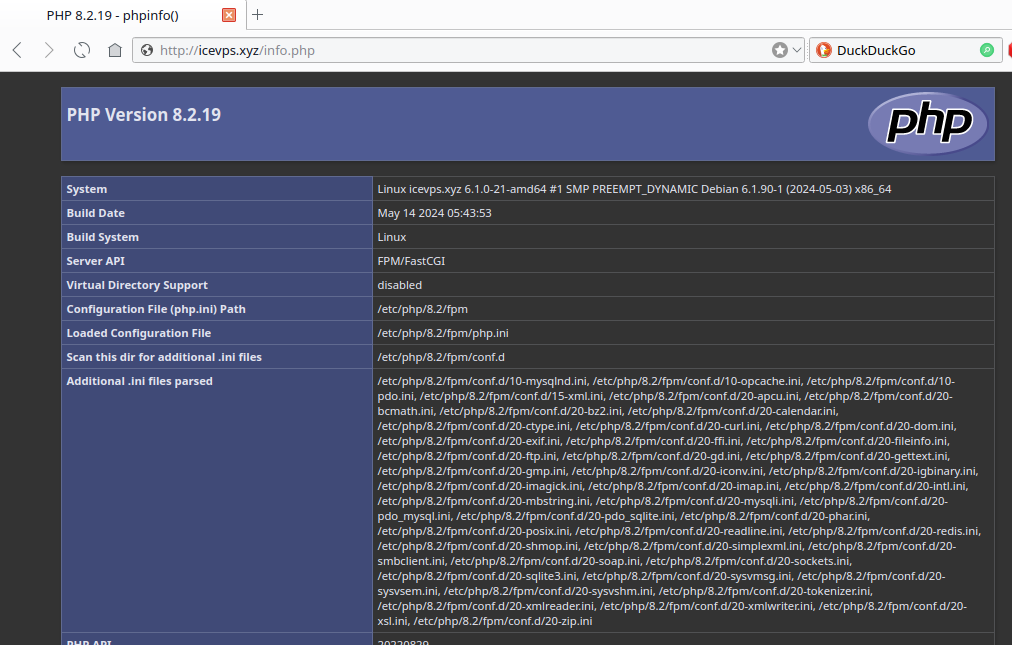 PHP 8.2.19 - phpinfo()
http://icevps.xyz/info.php
DuckDuckGo
PHP Version 8.2.19
php
System Linux icevps.xyz 6.1.0-21-amd64 #1 SMP PREEMPT_DYNAMIC Debian 6.1.90-1 (2024-05-03) x86_64
Build Date May 14 2024 05:43:53
Build System Linux
Server API FPM/FastCGI
Virtual Directory Support disabled
Configuration File (php.ini) Path /etc/php/8.2/fpm
Loaded Configuration File /etc/php/8.2/fpm/php.ini
Scan this dir for additional .ini files /etc/php/8.2/fpm/conf.d
Additional .ini files parsed /etc/php/8.2/fpm/conf.d/10-mysqlnd.ini, /etc/php/8.2/fpm/conf.d/10-opcache.ini, /etc/php/8.2/fpm/conf.d/10-
pdo.ini, /etc/php/8.2/fpm/conf.d/15-xml.ini, /etc/php/8.2/fpm/conf.d/20-apcu.ini, /etc/php/8.2/fpm/conf.d/20-
bcmath.ini, /etc/php/8.2/fpm/conf.d/20-bz2.ini, /etc/php/8.2/fpm/conf.d/20-calendar.ini,
/etc/php/8.2/fpm/conf.d/20-ctype.ini, /etc/php/8.2/fpm/conf.d/20-curl.ini, /etc/php/8.2/fpm/conf.d/20-dom.ini,
/etc/php/8.2/fpm/conf.d/20-exif.ini, /etc/php/8.2/fpm/conf.d/20-ffi.ini, /etc/php/8.2/fpm/conf.d/20-fileinfo.ini,
/etc/php/8.2/fpm/conf.d/20-ftp.ini, /etc/php/8.2/fpm/conf.d/20-gd.ini, /etc/php/8.2/fpm/conf.d/20-gettext.ini,
/etc/php/8.2/fpm/conf.d/20-gmp.ini, /etc/php/8.2/fpm/conf.d/20-iconv.ini, /etc/php/8.2/fpm/conf.d/20-igbinary.ini,
/etc/php/8.2/fpm/conf.d/20-imagick.ini, /etc/php/8.2/fpm/conf.d/20-imap.ini, /etc/php/8.2/fpm/conf.d/20-intl.ini,
/etc/php/8.2/fpm/conf.d/20-mbstring.ini, /etc/php/8.2/fpm/conf.d/20-mysqli.ini, /etc/php/8.2/fpm/conf.d/20-
pdo_mysql.ini, /etc/php/8.2/fpm/conf.d/20-pdo_sqlite.ini, /etc/php/8.2/fpm/conf.d/20-phar.ini,
/etc/php/8.2/fpm/conf.d/20-posix.ini, /etc/php/8.2/fpm/conf.d/20-readline.ini, /etc/php/8.2/fpm/conf.d/20-redis.ini,
/etc/php/8.2/fpm/conf.d/20-shmop.ini, /etc/php/8.2/fpm/conf.d/20-simplexml.ini, /etc/php/8.2/fpm/conf.d/20-
smbclient.ini, /etc/php/8.2/fpm/conf.d/20-soap.ini, /etc/php/8.2/fpm/conf.d/20-sockets.ini,
/etc/php/8.2/fpm/conf.d/20-sqlite3.ini, /etc/php/8.2/fpm/conf.d/20-sysvmsg.ini, /etc/php/8.2/fpm/conf.d/20-
sysvsem.ini, /etc/php/8.2/fpm/conf.d/20-sysvshm.ini, /etc/php/8.2/fpm/conf.d/20-tokenizer.ini,
/etc/php/8.2/fpm/conf.d/20-xmlreader.ini, /etc/php/8.2/fpm/conf.d/20-xmlwriter.ini, /etc/php/8.2/fpm/conf.d/20-
xsl.ini, /etc/php/8.2/fpm/conf.d/20-zip.ini
PHP API 20220829